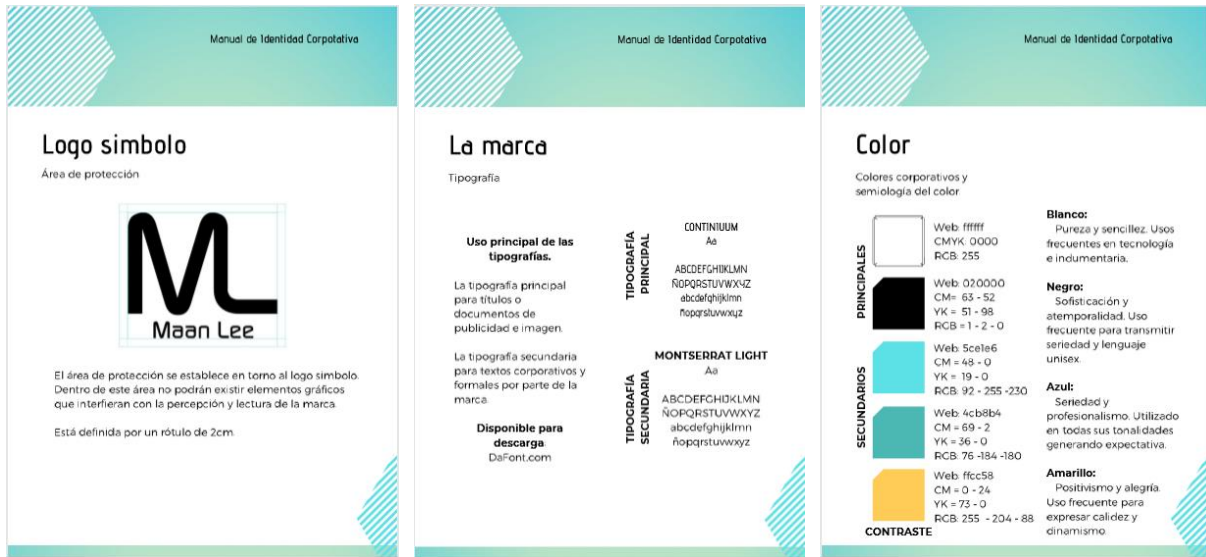 Manual de Identidad Corpotativa
Logo simbolo
Área de protección
ML
Maan Lee
El área de protección se establece en torno al logo simbolo.
Dentro de este área no podrán existir elementos gráficos
que interfieran con la percepción y lectura de la marca.
Está definida por un rótulo de 2cm.
Manual de Identidad Corpotativa
La marca
Tipografía
Uso principal de las
tipografías.
La tipografía principal
para títulos o
documentos de
publicidad e imagen.
La tipografía secundaria
para textos corporativos y
formales por parte de la
marca.
Disponible para
descarga
DaFont.com
TIPOGRAFÍA
PRINCIPAL
CONTINIUUM
Aa
ABCDEFGHIJKLMN
ÑOPQRSTUVWXYZ
abcdefghijklmn
ñopqrstuvwxyz
TIPOGRAFÍA
SECUNDARIA
MONTSERRAT LIGHT
Aa
ABCDEFGHIJKLMN
ÑOPQRSTUVWXYZ
abcdefghijklmn
ñopqrstuvwxyz
Manual de Identidad Corpotativa
Color
Colores corporativos y
semiología del color.
PRINCIPALES
Web: ffffff
CMYK: 0000
RGB: 255
Web: 020000
CM= 63 - 52
YK = 51 - 98
RGB = 1 - 2 - 0
SECUNDARIOS
Web: 5ce1e6
CM = 48 - 0
YK = 19 - 0
RGB: 92 - 255 -230
Web: 4cb8b4
CM = 69 - 2
YK = 36 - 0
RGB: 76 -184 -180
Web: ffcc58
CM = 0 - 24
YK = 73 - 0
RGB: 255 - 204 - 88
CONTRASTE
Blanco:
Pureza y sencillez. Usos
frecuentes en tecnología
e indumentaria.
Negro:
Sofisticación y
atemporalidad. Uso
frecuente para transmitir
seriedad y lenguaje
unisex.
Azul:
Seriedad y
profesionalismo. Utilizado
en todas sus tonalidades
generando expectativa.
Amarillo:
Positivismo y alegría.
Uso frecuente para
expresar calidez y
dinamismo.